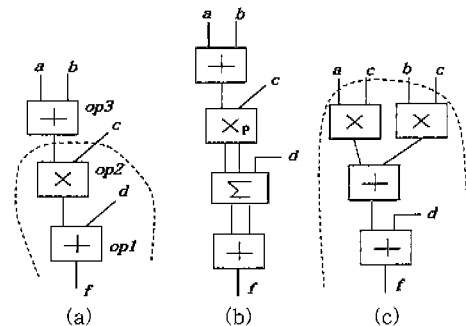 a b
+ op3
c
× op2
d
+ op1
f
(a)
a b
+
c
×p
d
Σ
+
f
(b)
a c b c
× ×
+
d
+
f
(c)